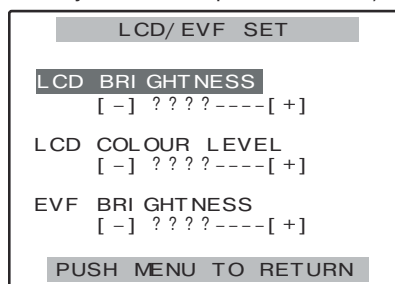 LCD/EVF SET
LCD BRIGHTNESS
[-] ????----[+]
LCD COLOUR LEVEL
[-] ????----[+]
EVF BRIGHTNESS
[-] ????----[+]
PUSH MENU TO RETURN